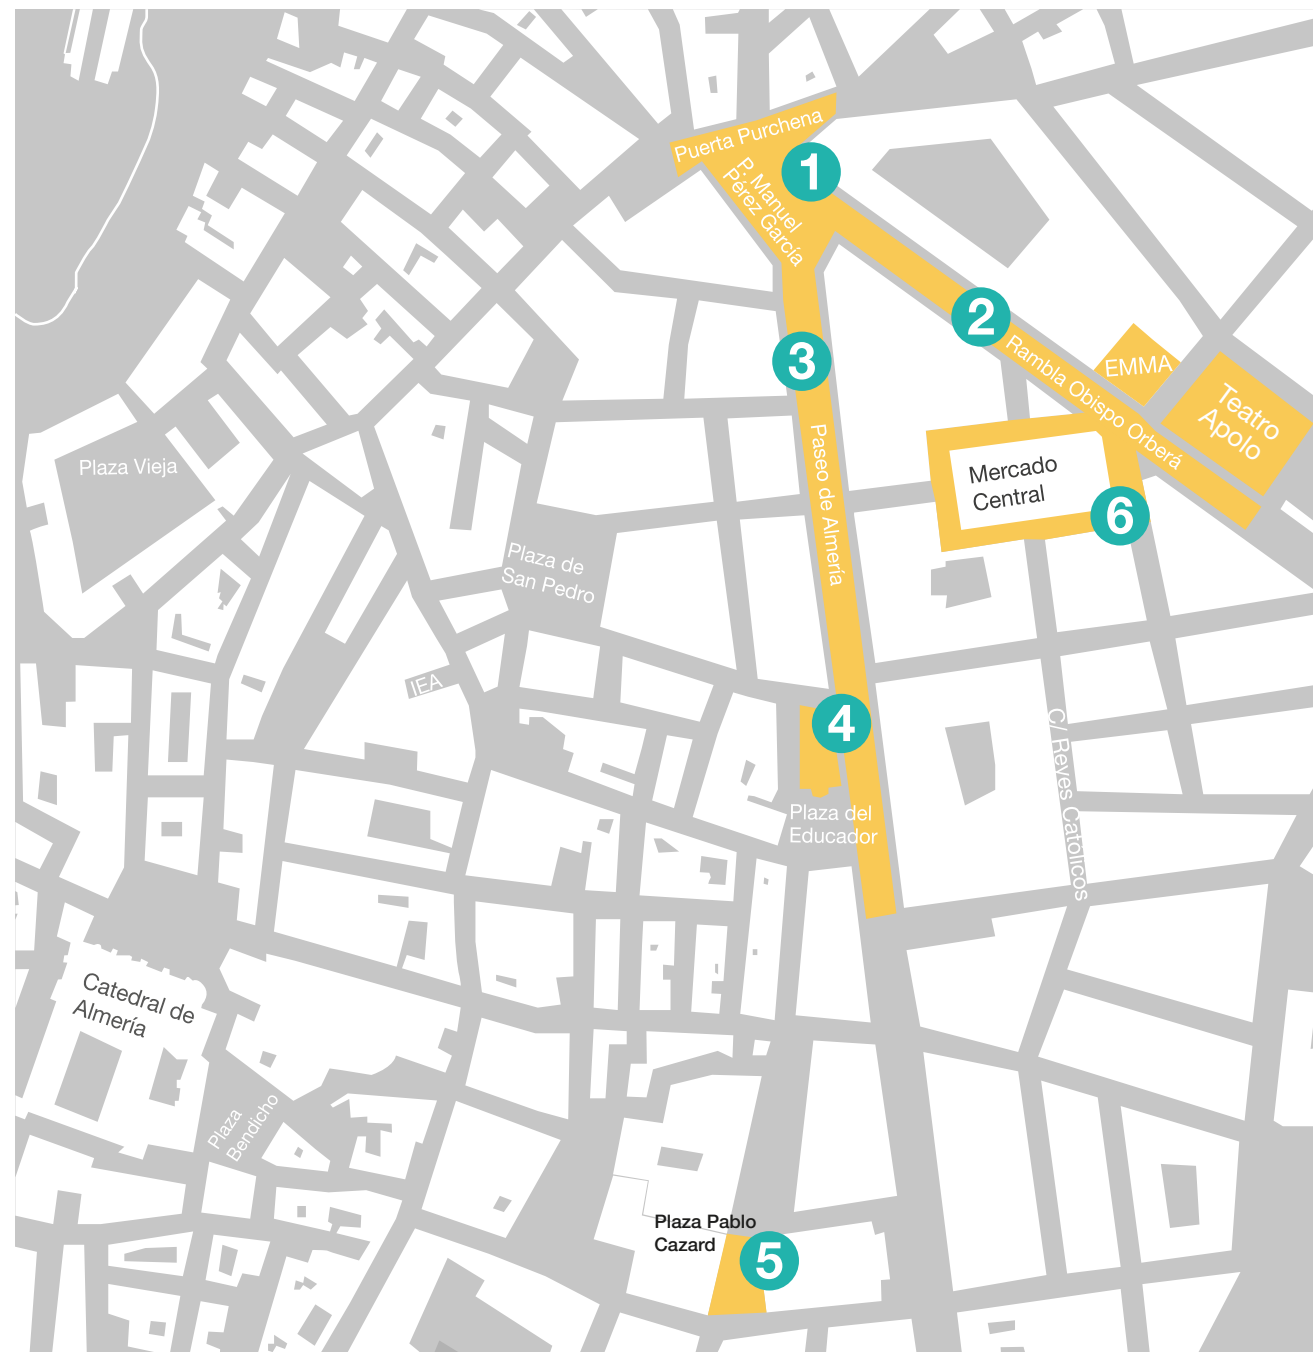 Puerta Purchena
P. Manuel
Pérez García
1
2
Rambla Obispo Orberá
EMMA
Teatro
Apolo
3
Paseo de Almería
Mercado
Central
6
Plaza Vieja
Plaza de
San Pedro
IEA
4
Plaza del
Educador
C/ Reyes Católicos
Catedral de
Almería
Plaza
Bendicho
Plaza Pablo
Cazard
5